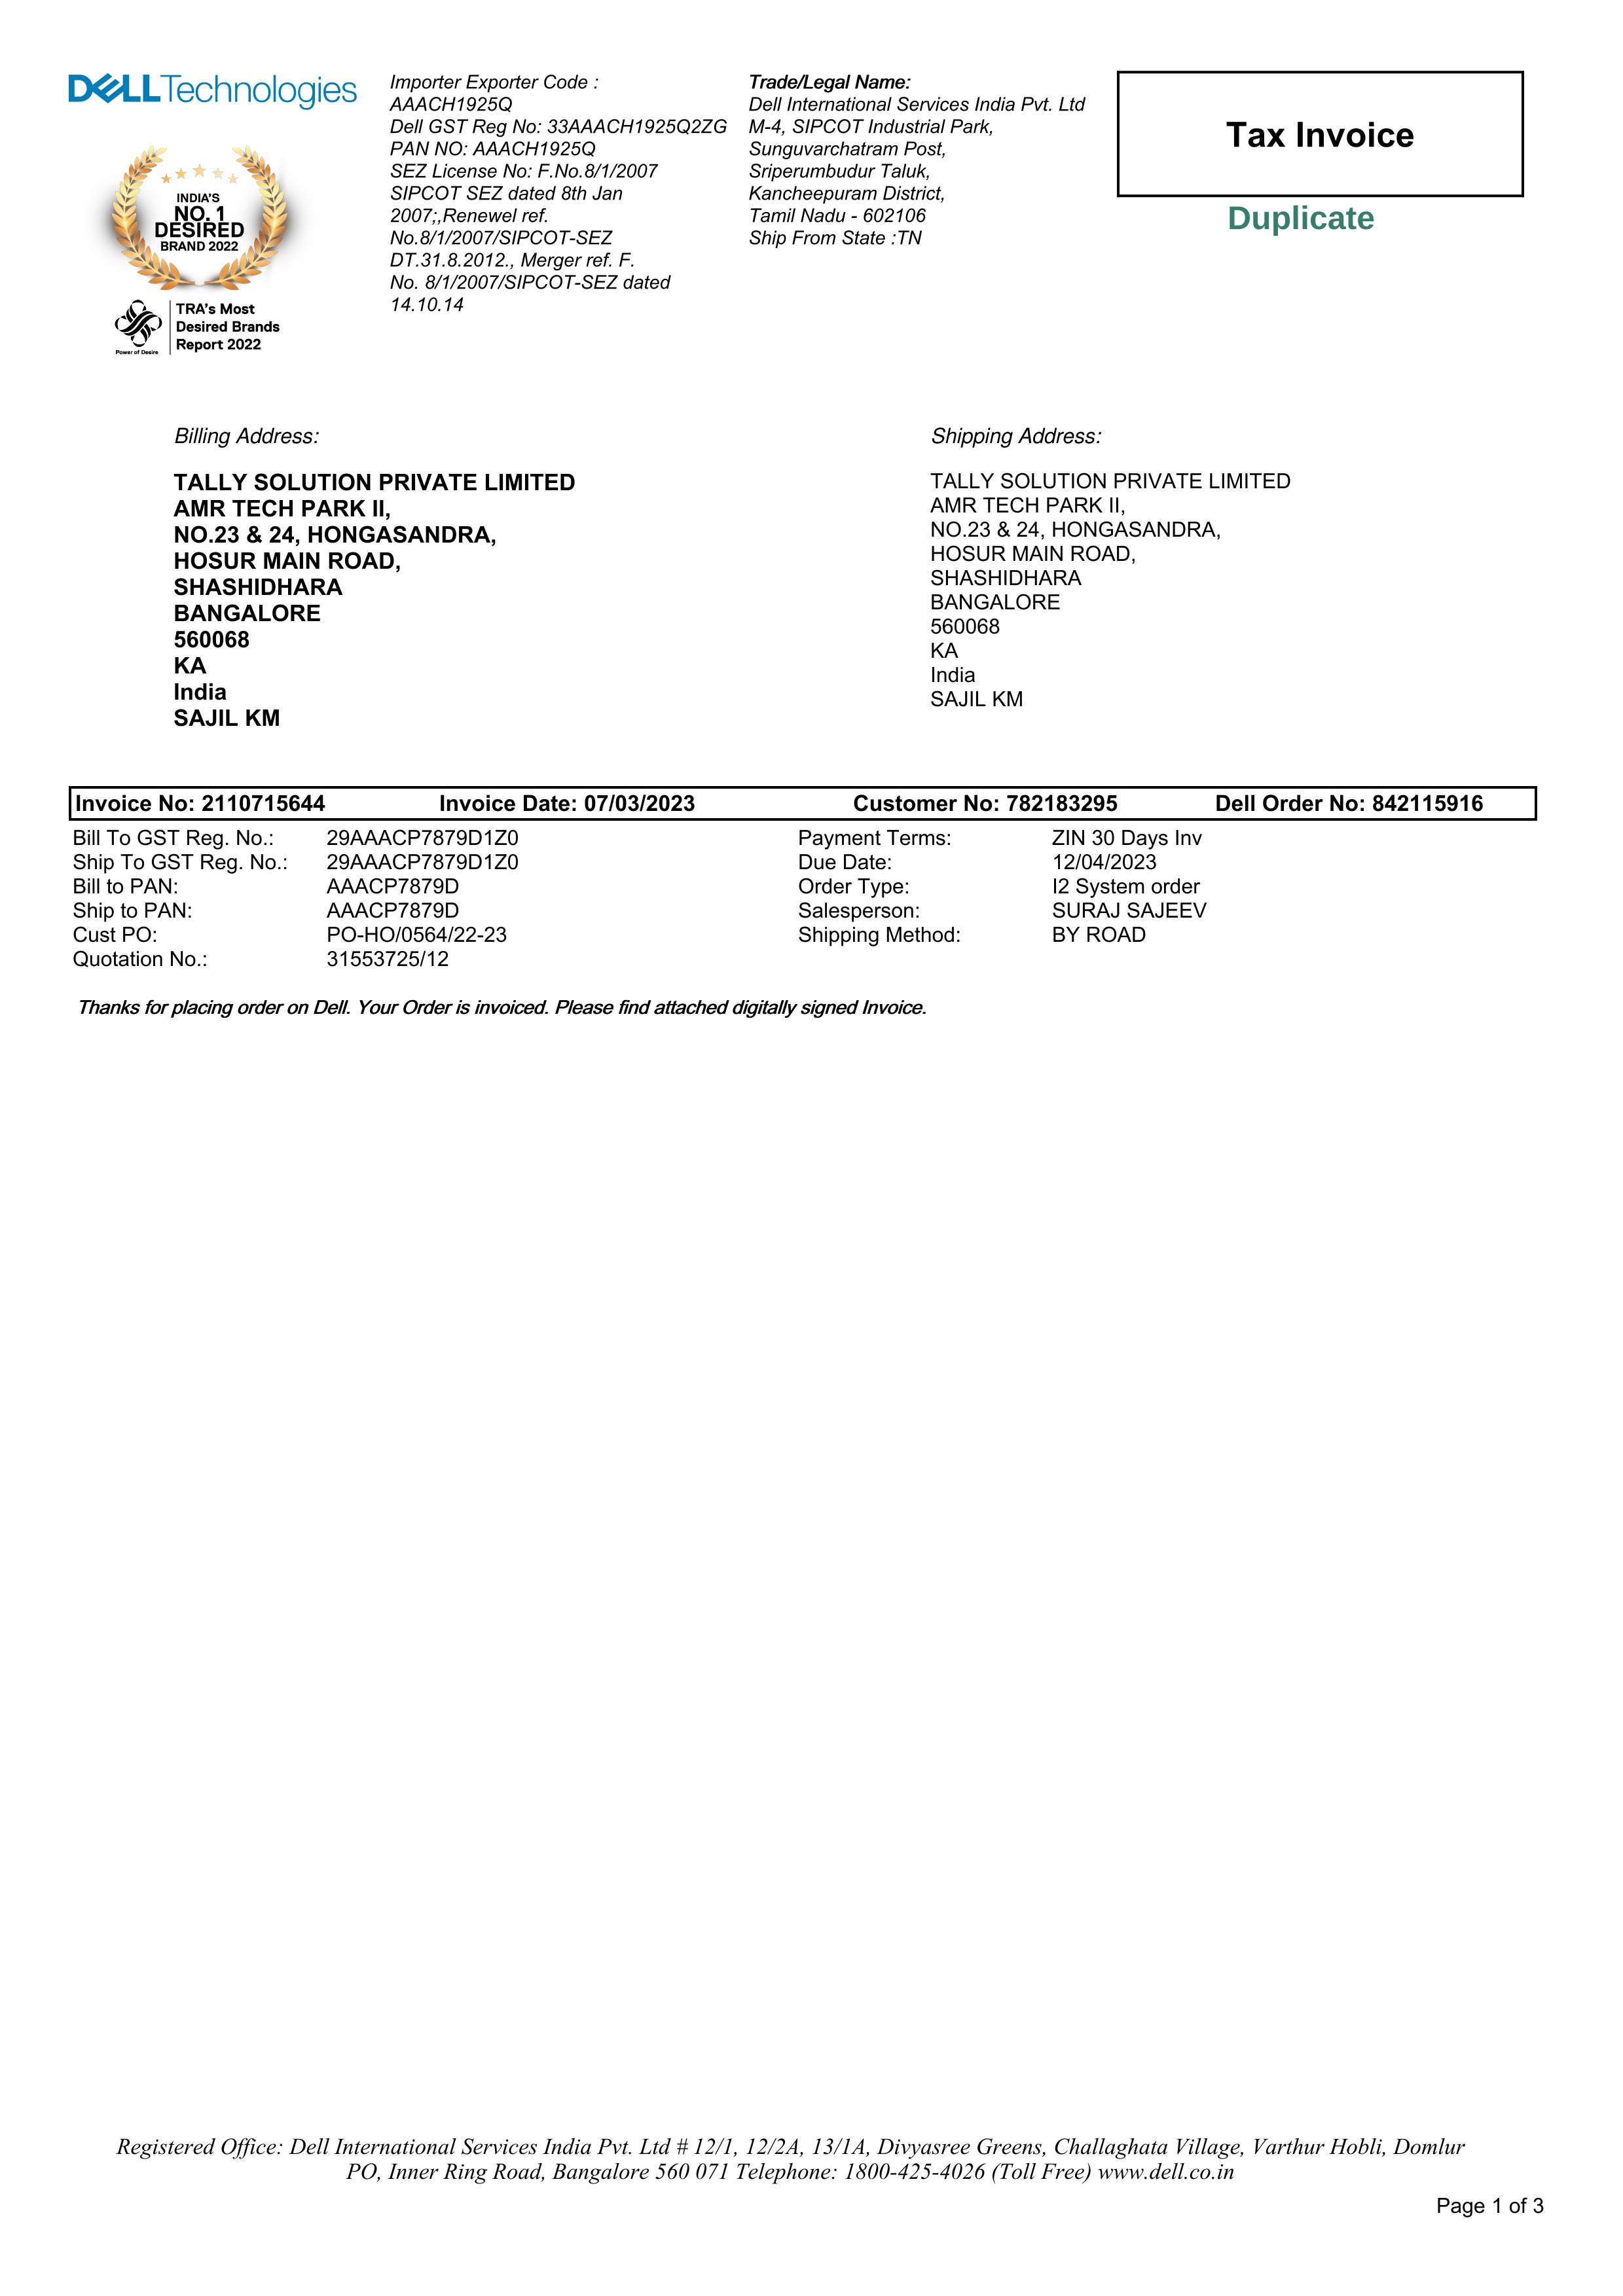 DELLTechnologies
INDIA'S
NO. 1
DESIRED
BRAND 2022
TRA's Most
Desired Brands
Report 2022
Power of Desire
Importer Exporter Code :
AAACH1925Q
Dell GST Reg No: 33AAACH1925Q2ZG
PAN NO: AAACH1925Q
SEZ License No: F.No.8/1/2007
SIPCOT SEZ dated 8th Jan
2007;,Renewel ref.
No.8/1/2007/SIPCOT-SEZ
DT.31.8.2012., Merger ref. F.
No. 8/1/2007/SIPCOT-SEZ dated
14.10.14
Trade/Legal Name:
Dell International Services India Pvt. Ltd
M-4, SIPCOT Industrial Park,
Sunguvarchatram Post,
Sriperumbudur Taluk,
Kancheepuram District,
Tamil Nadu - 602106
Ship From State :TN
Tax Invoice
Duplicate
Billing Address:
TALLY SOLUTION PRIVATE LIMITED
AMR TECH PARK II,
NO.23 & 24, HONGASANDRA,
HOSUR MAIN ROAD,
SHASHIDHARA
BANGALORE
560068
KA
India
SAJIL KM
Shipping Address:
TALLY SOLUTION PRIVATE LIMITED
AMR TECH PARK II,
NO.23 & 24, HONGASANDRA,
HOSUR MAIN ROAD,
SHASHIDHARA
BANGALORE
560068
KA
India
SAJIL KM
Invoice No: 2110715644 Invoice Date: 07/03/2023 Customer No: 782183295 Dell Order No: 842115916
Bill To GST Reg. No.: 29AAACP7879D1Z0 Payment Terms: ZIN 30 Days Inv
Ship To GST Reg. No.: 29AAACP7879D1Z0 Due Date: 12/04/2023
Bill to PAN: AAACP7879D Order Type: I2 System order
Ship to PAN: AAACP7879D Salesperson: SURAJ SAJEEV
Cust PO: PO-HO/0564/22-23 Shipping Method: BY ROAD
Quotation No.: 31553725/12
Thanks for placing order on Dell. Your Order is invoiced. Please find attached digitally signed Invoice.
Registered Office: Dell International Services India Pvt. Ltd # 12/1, 12/2A, 13/1A, Divyasree Greens, Challaghata Village, Varthur Hobli, Domlur
PO, Inner Ring Road, Bangalore 560 071 Telephone: 1800-425-4026 (Toll Free) www.dell.co.in
Page 1 of 3